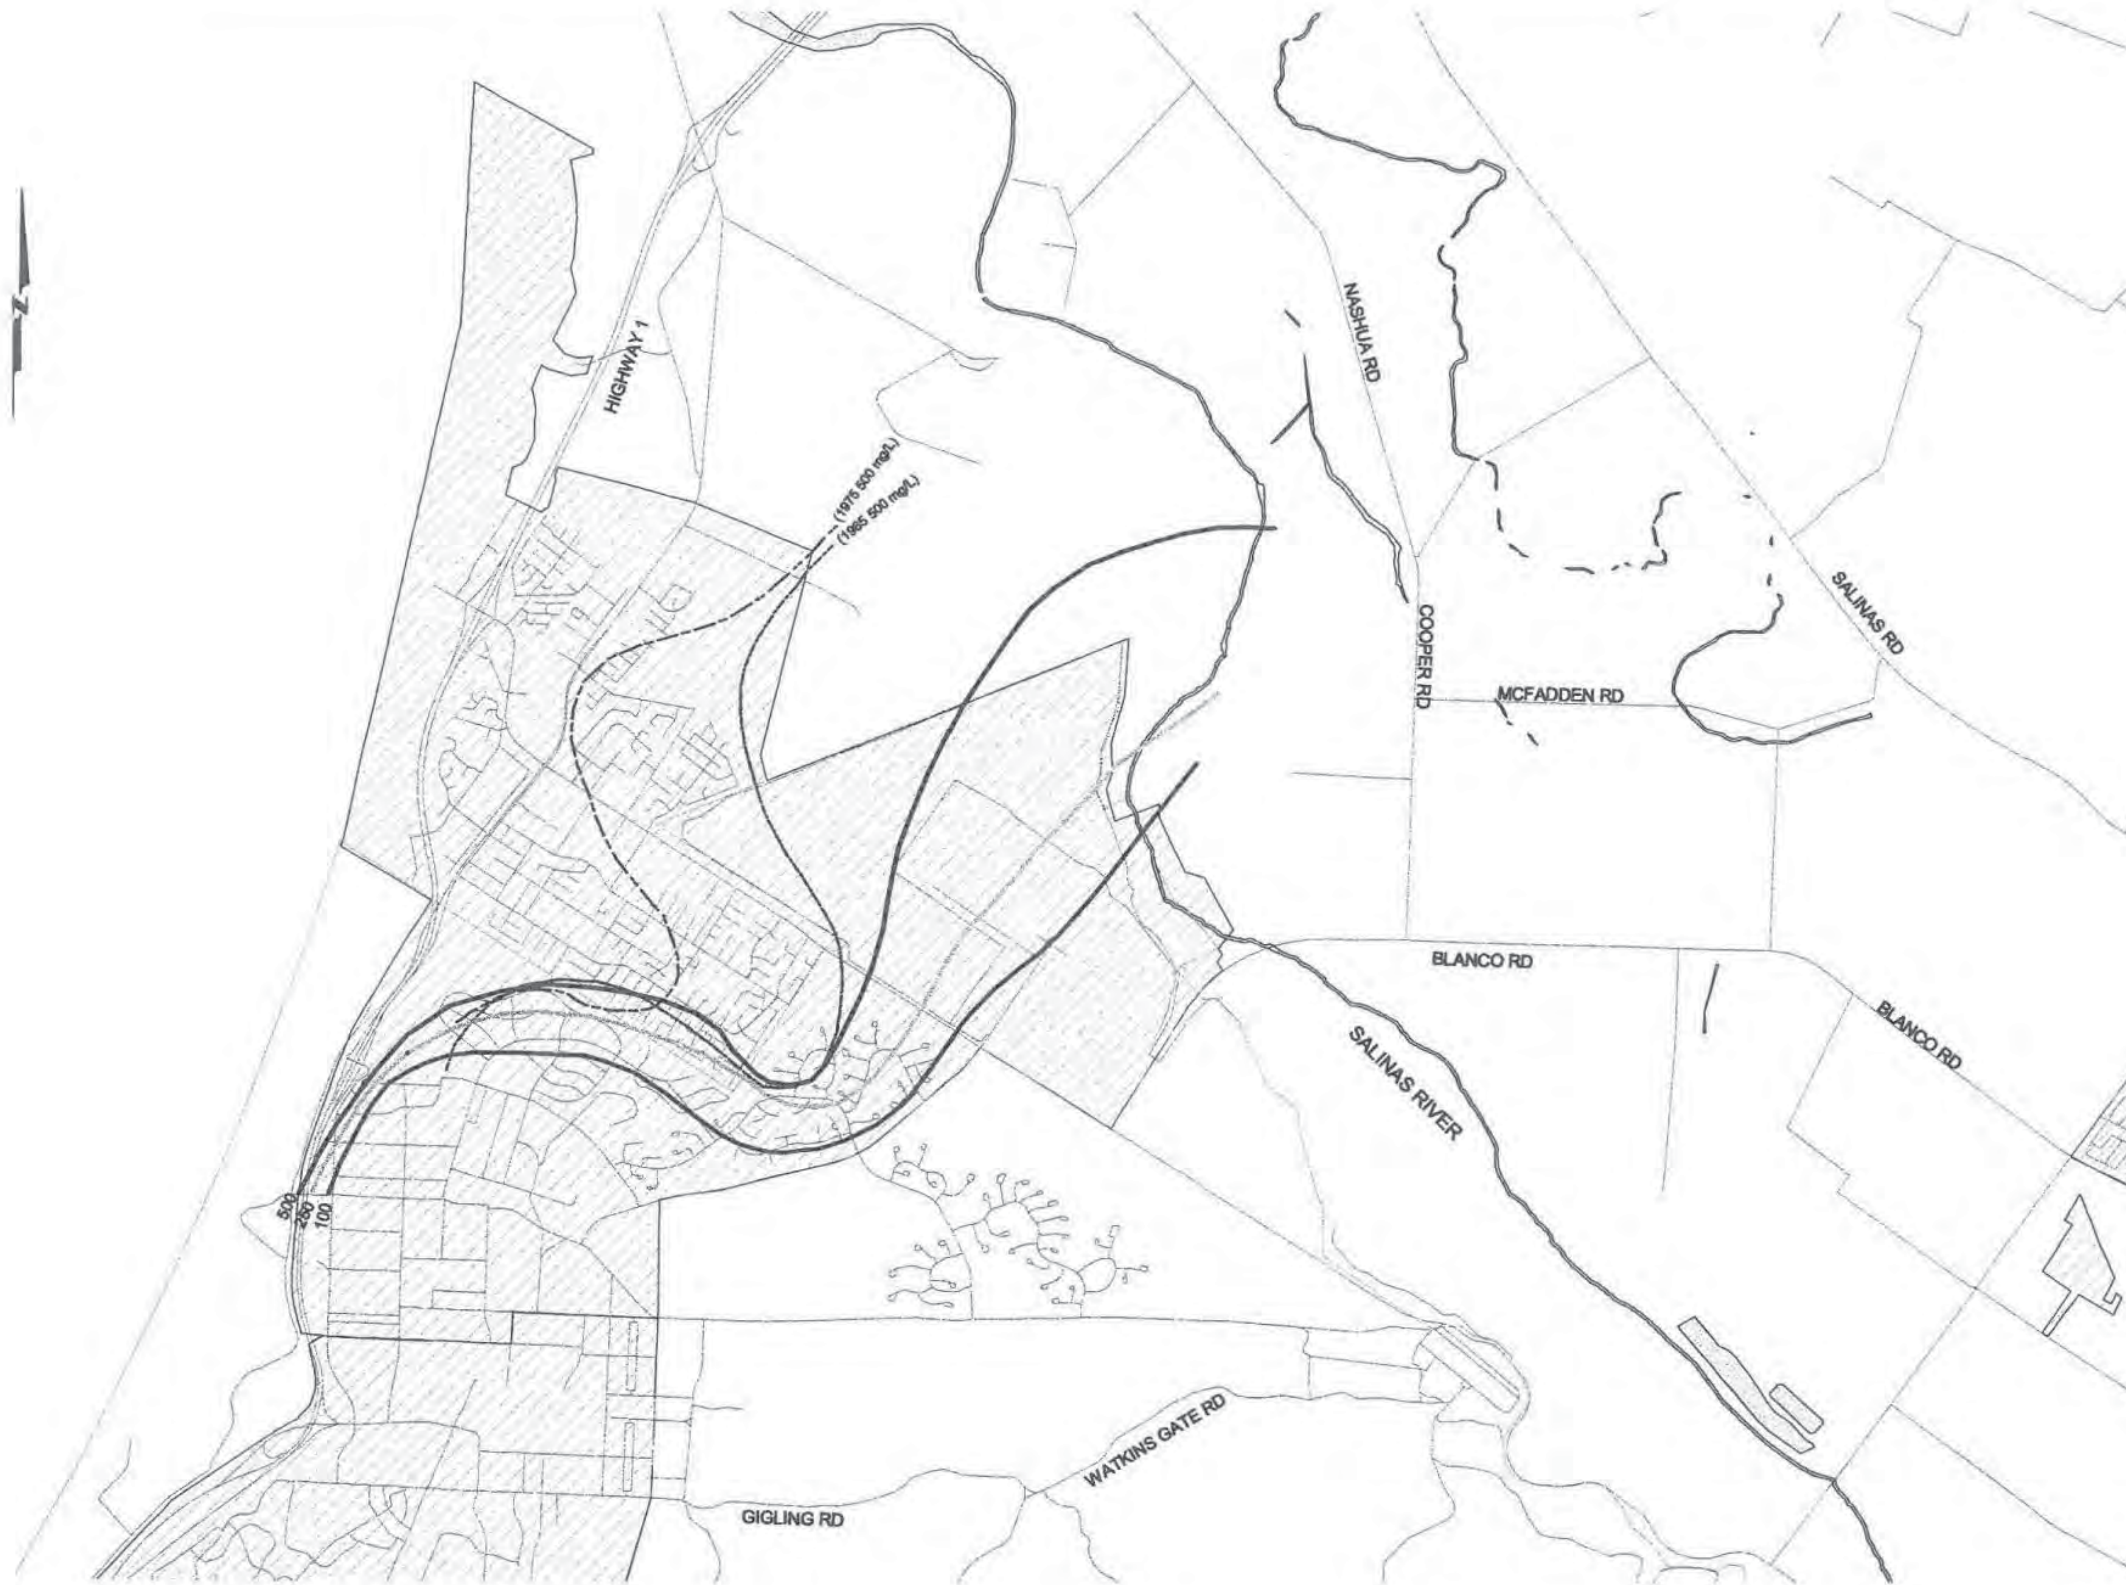 N
HIGHWAY 1
NASHUA RD
(1975 500 mg/L)
(1965 500 mg/L)
SALINAS RD
COOPER RD
MCFADDEN RD
BLANCO RD
BLANCO RD
SALINAS RIVER
500
250
100
WATKINS GATE RD
GIGLING RD